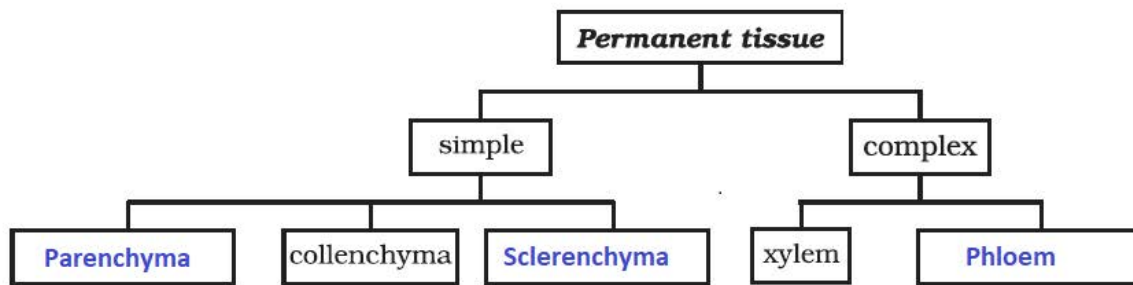 Permanent tissue
simple
complex
Parenchyma
collenchyma
Sclerenchyma
xylem
Phloem